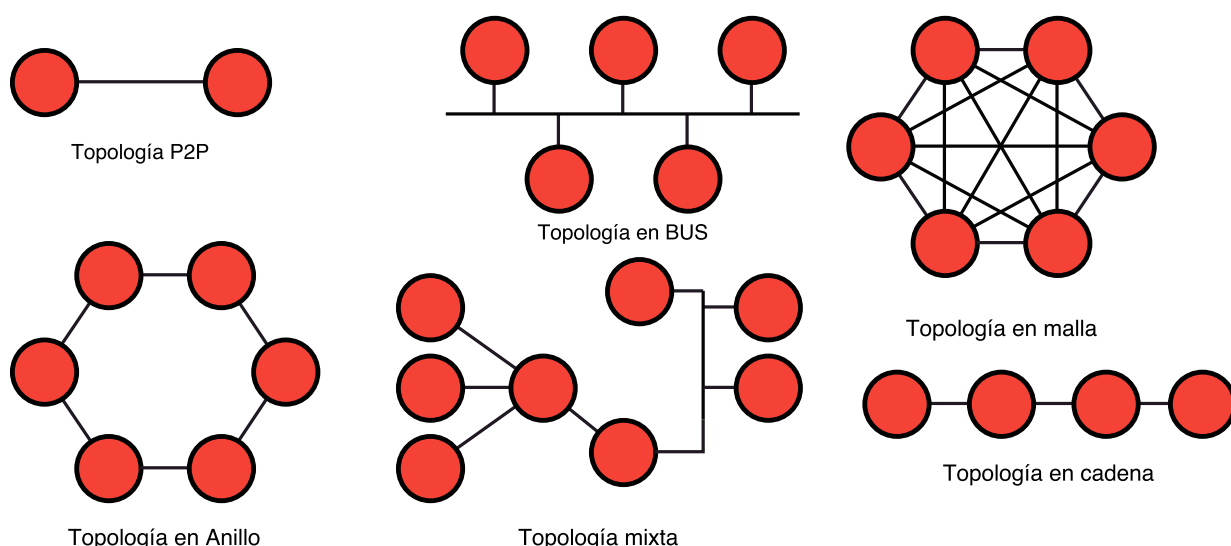 Topología P2P
Topología en BUS
Topología en malla
Topología en Anillo
Topología mixta
Topología en cadena